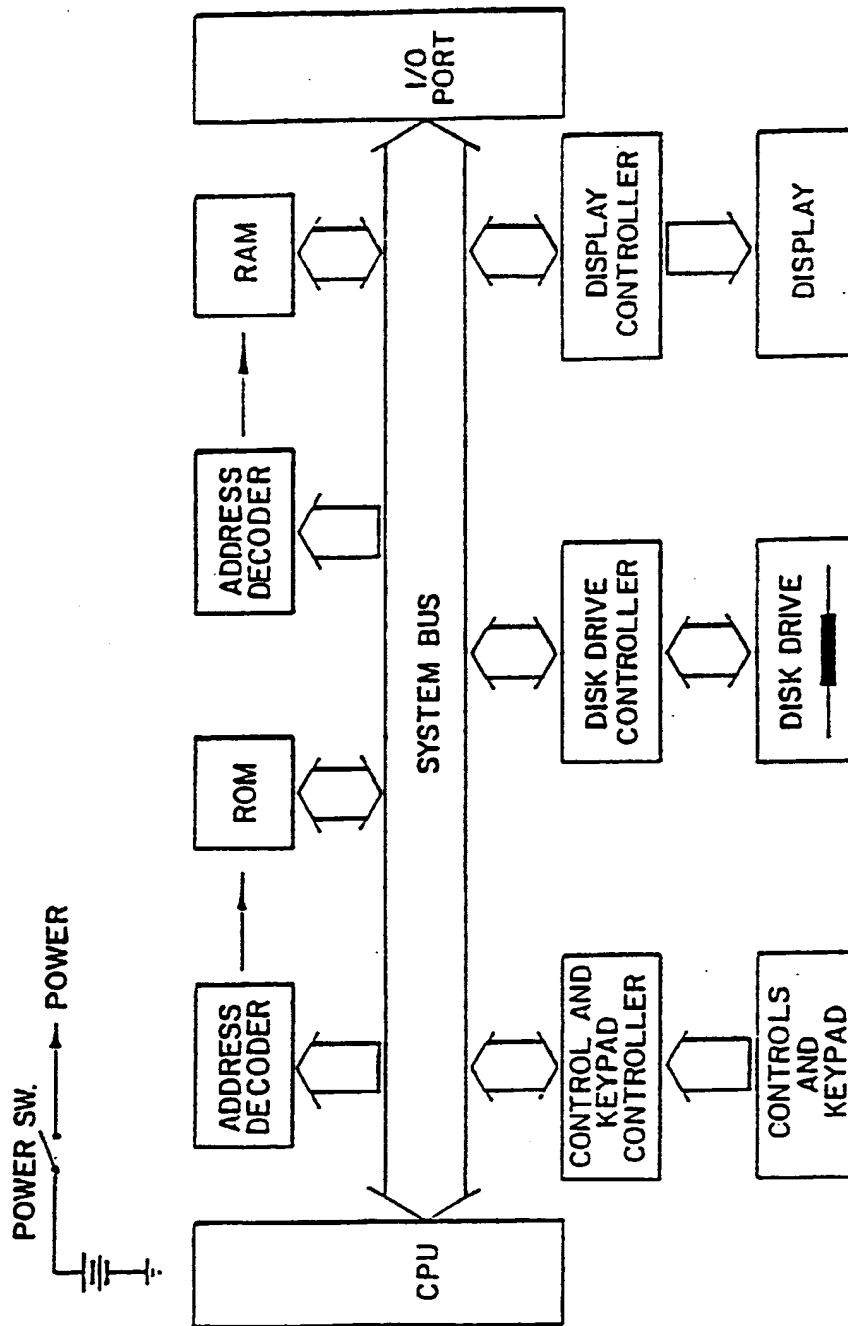 POWER SW.
POWER
ADDRESS
DECODER
ROM
ADDRESS
DECODER
RAM
CPU
SYSTEM BUS
I/O
PORT
CONTROL AND
KEYPAD
CONTROLLER
DISK DRIVE
CONTROLLER
DISPLAY
CONTROLLER
CONTROLS
AND
KEYPAD
DISK DRIVE
DISPLAY